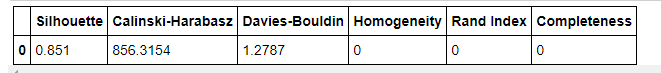 Silhouette Calinski-Harabasz Davies-Bouldin Homogeneity Rand Index Completeness
0 0.851 856.3154 1.2787 0 0 0